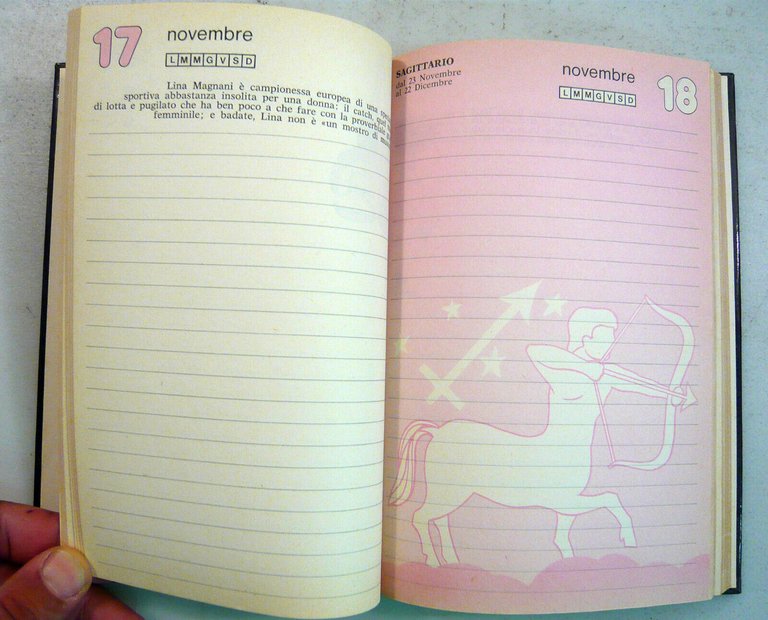 17 novembre
L M M G V S D
Lina Magnani è campionessa europea di una
sportiva abbastanza insolita per una donna: il catch, quel
di lotta e pugilato che ha ben poco a che fare con la proverbiale
femminile; e badate, Lina non è «un mostro di
SAGITTARIO
dal 23 Novembre
al 22 Dicembre
novembre 18
L M M G V S D